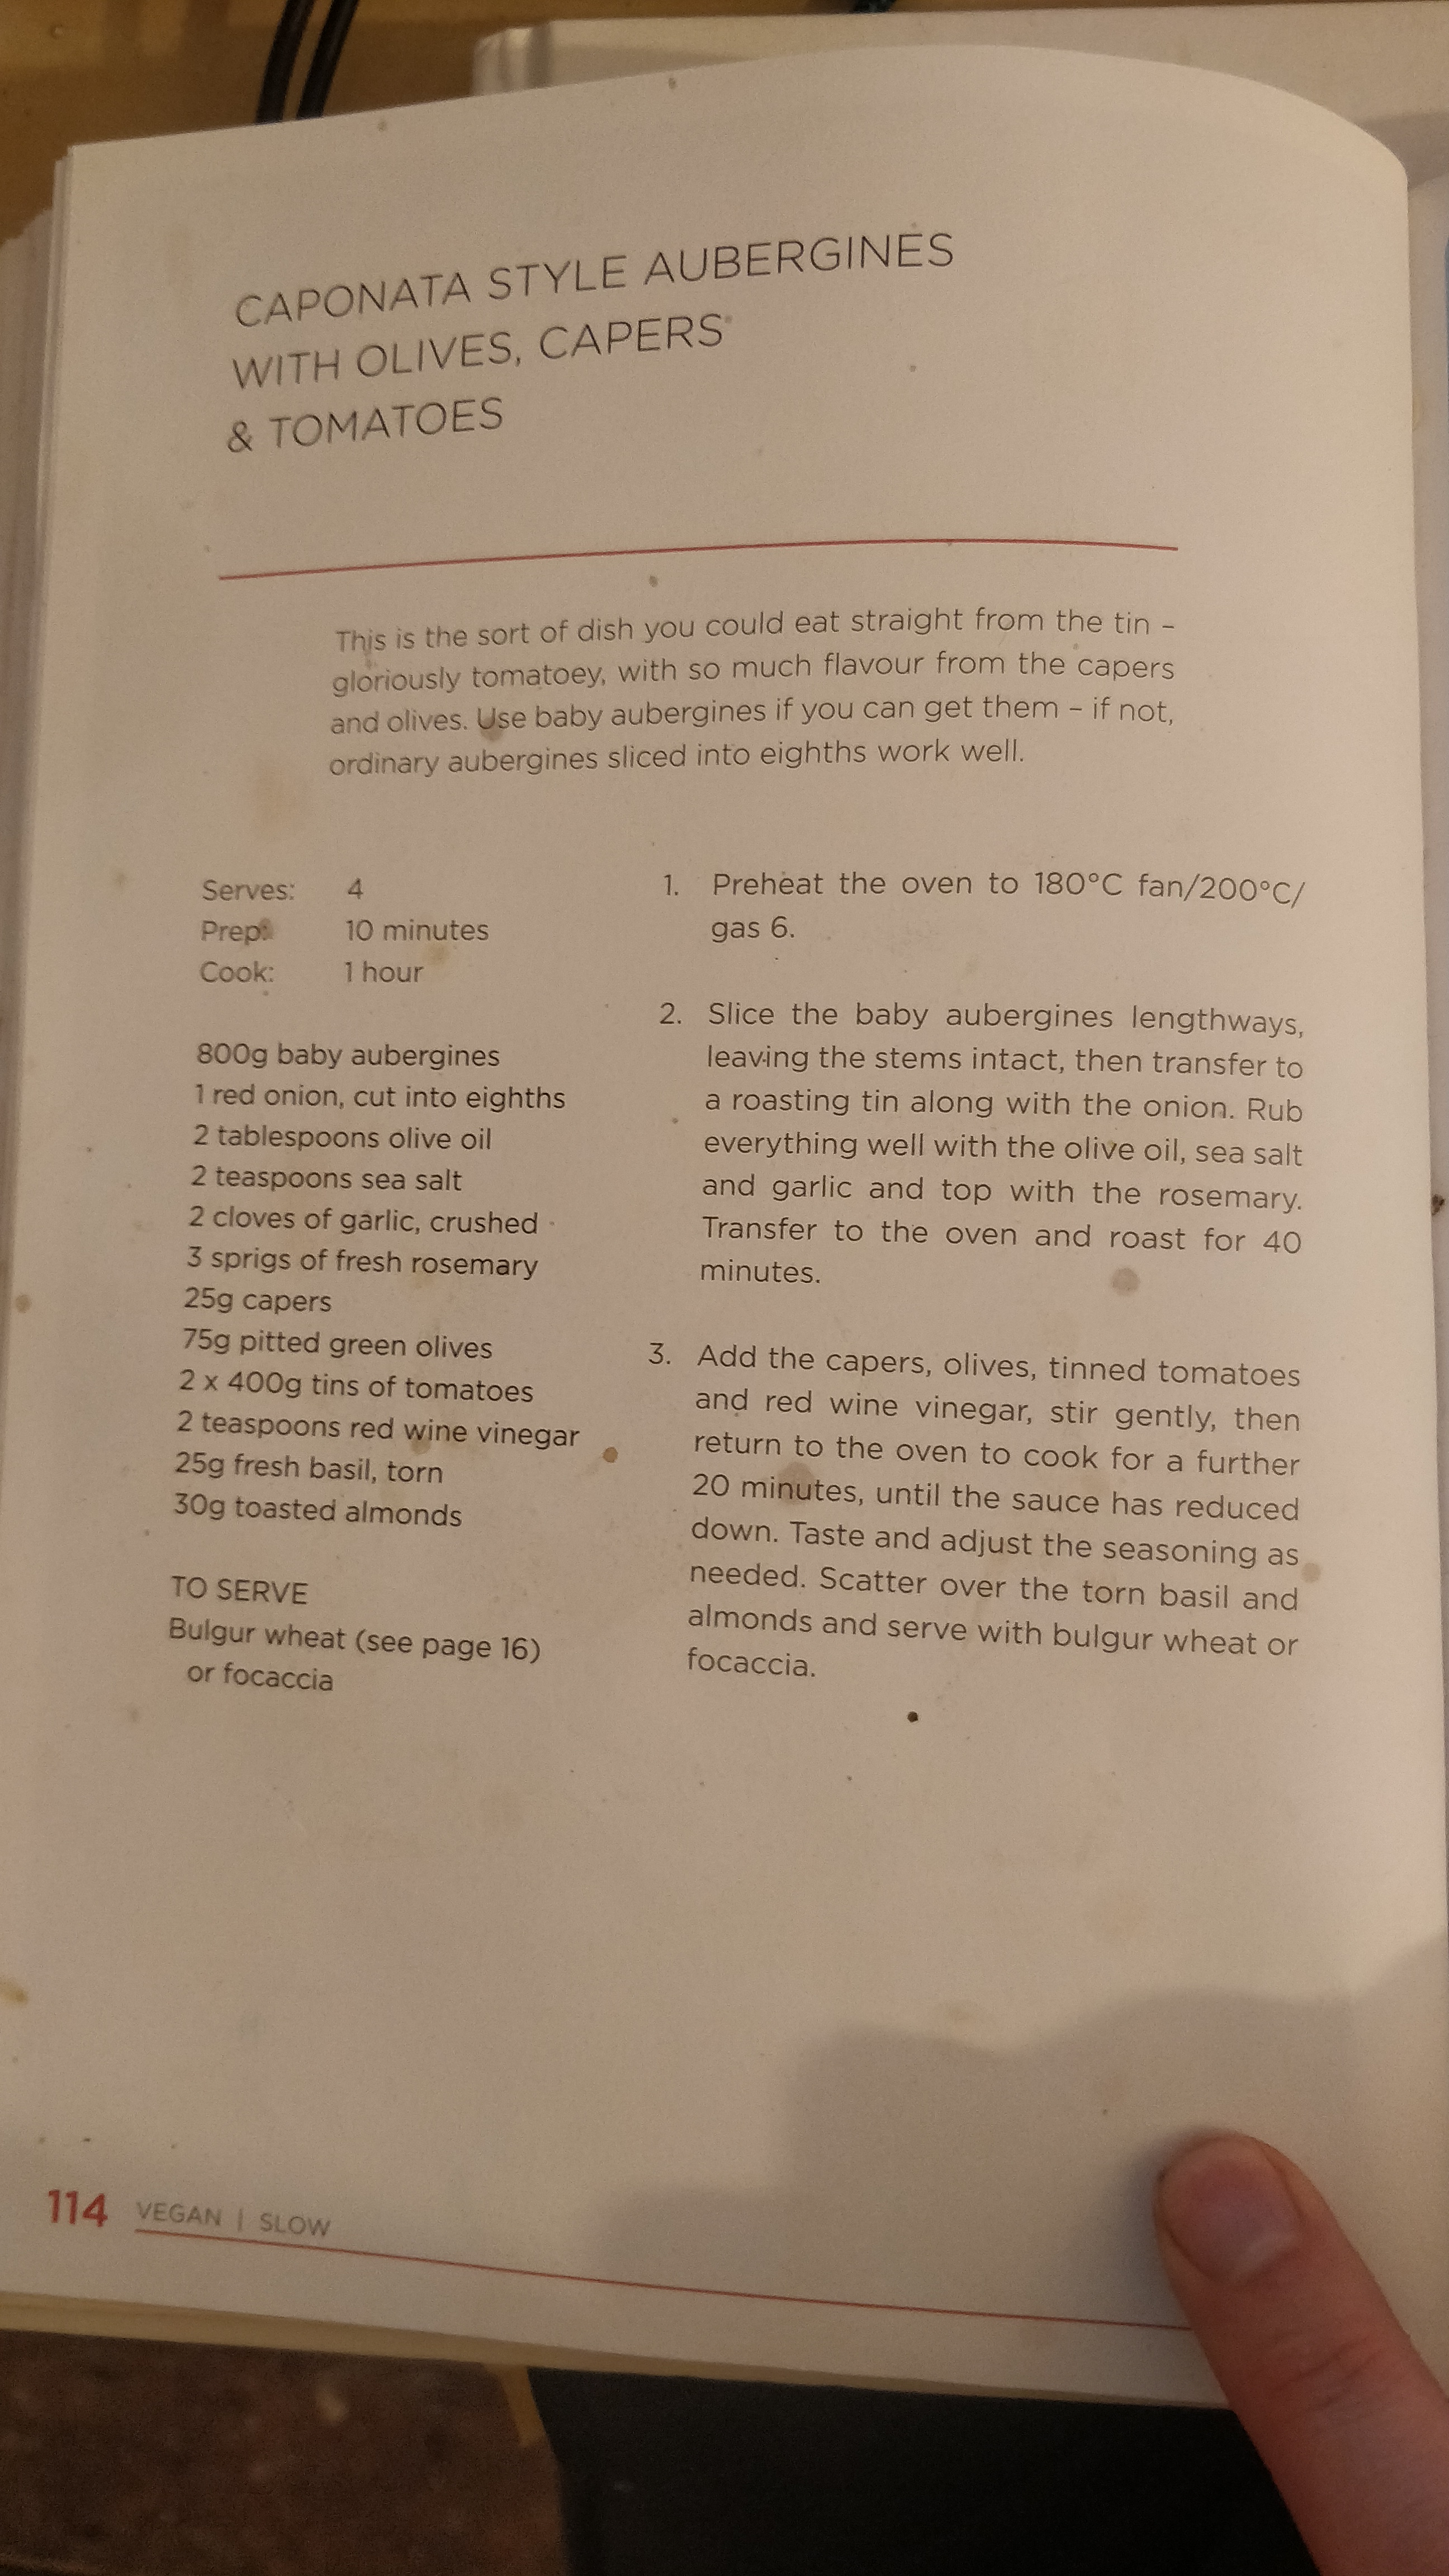 CAPONATA STYLE AUBERGINES
WITH OLIVES, CAPERS
& TOMATOES
This is the sort of dish you could eat straight from the tin –
gloriously tomatoey, with so much flavour from the capers
and olives. Use baby aubergines if you can get them – if not,
ordinary aubergines sliced into eighths work well.
Serves: 4
Prep: 10 minutes
Cook: 1 hour
800g baby aubergines
1 red onion, cut into eighths
2 tablespoons olive oil
2 teaspoons sea salt
2 cloves of garlic, crushed
3 sprigs of fresh rosemary
25g capers
75g pitted green olives
2 x 400g tins of tomatoes
2 teaspoons red wine vinegar
25g fresh basil, torn
30g toasted almonds
TO SERVE
Bulgur wheat (see page 16)
or focaccia
1. Preheat the oven to 180°C fan/200°C/
gas 6.
2. Slice the baby aubergines lengthways,
leaving the stems intact, then transfer to
a roasting tin along with the onion. Rub
everything well with the olive oil, sea salt
and garlic and top with the rosemary.
Transfer to the oven and roast for 40
minutes.
3. Add the capers, olives, tinned tomatoes
and red wine vinegar, stir gently, then
return to the oven to cook for a further
20 minutes, until the sauce has reduced
down. Taste and adjust the seasoning as
needed. Scatter over the torn basil and
almonds and serve with bulgur wheat or
focaccia.
114 VEGAN | SLOW